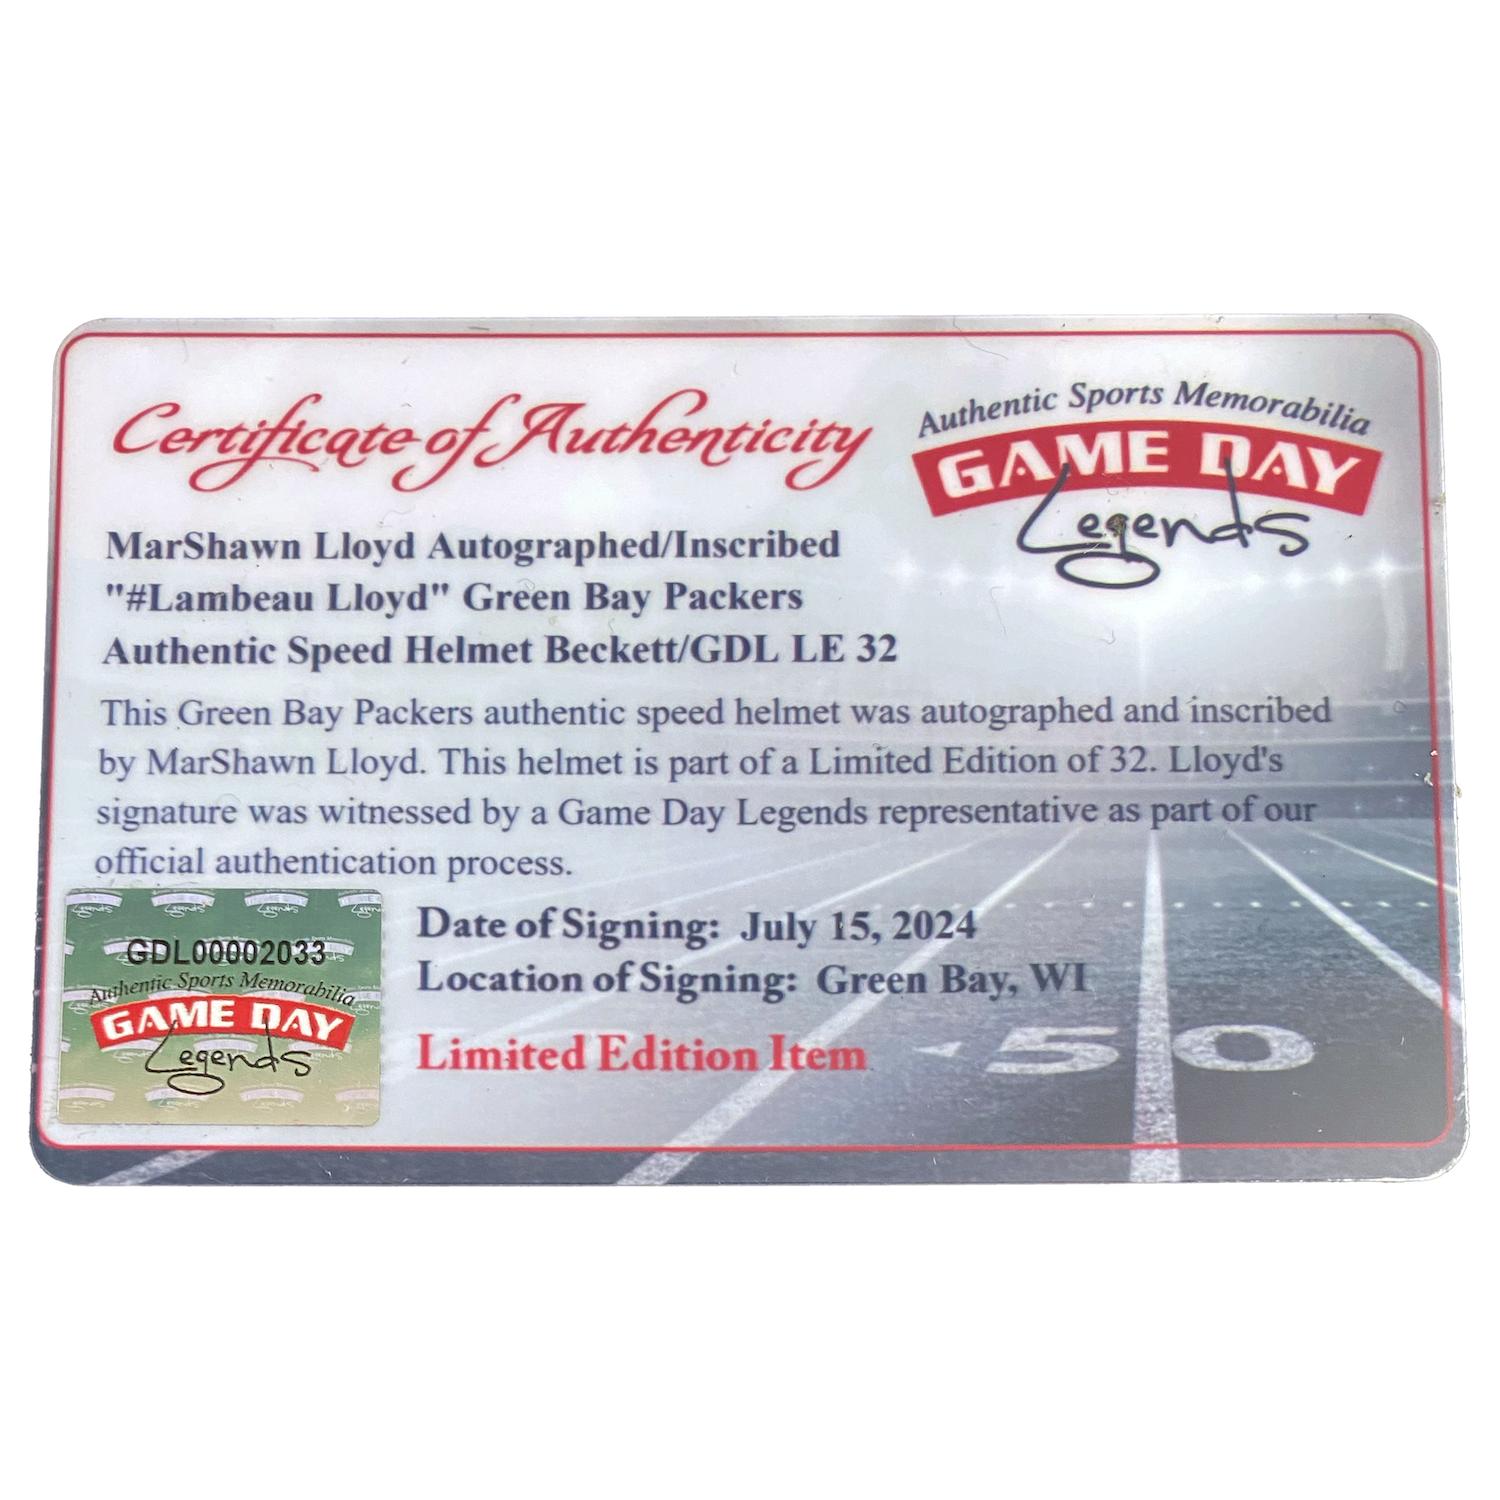 Certificate of Authenticity
Authentic Sports Memorabilia
GAME DAY
Legends
MarShawn Lloyd Autographed/Inscribed
"#Lambeau Lloyd" Green Bay Packers
Authentic Speed Helmet Beckett/GDL LE 32
This Green Bay Packers authentic speed helmet was autographed and inscribed
by MarShawn Lloyd. This helmet is part of a Limited Edition of 32. Lloyd's
signature was witnessed by a Game Day Legends representative as part of our
official authentication process.
GDL00002033
Authentic Sports Memorabilia
GAME DAY
Legends
Date of Signing: July 15, 2024
Location of Signing: Green Bay, WI
Limited Edition Item
50